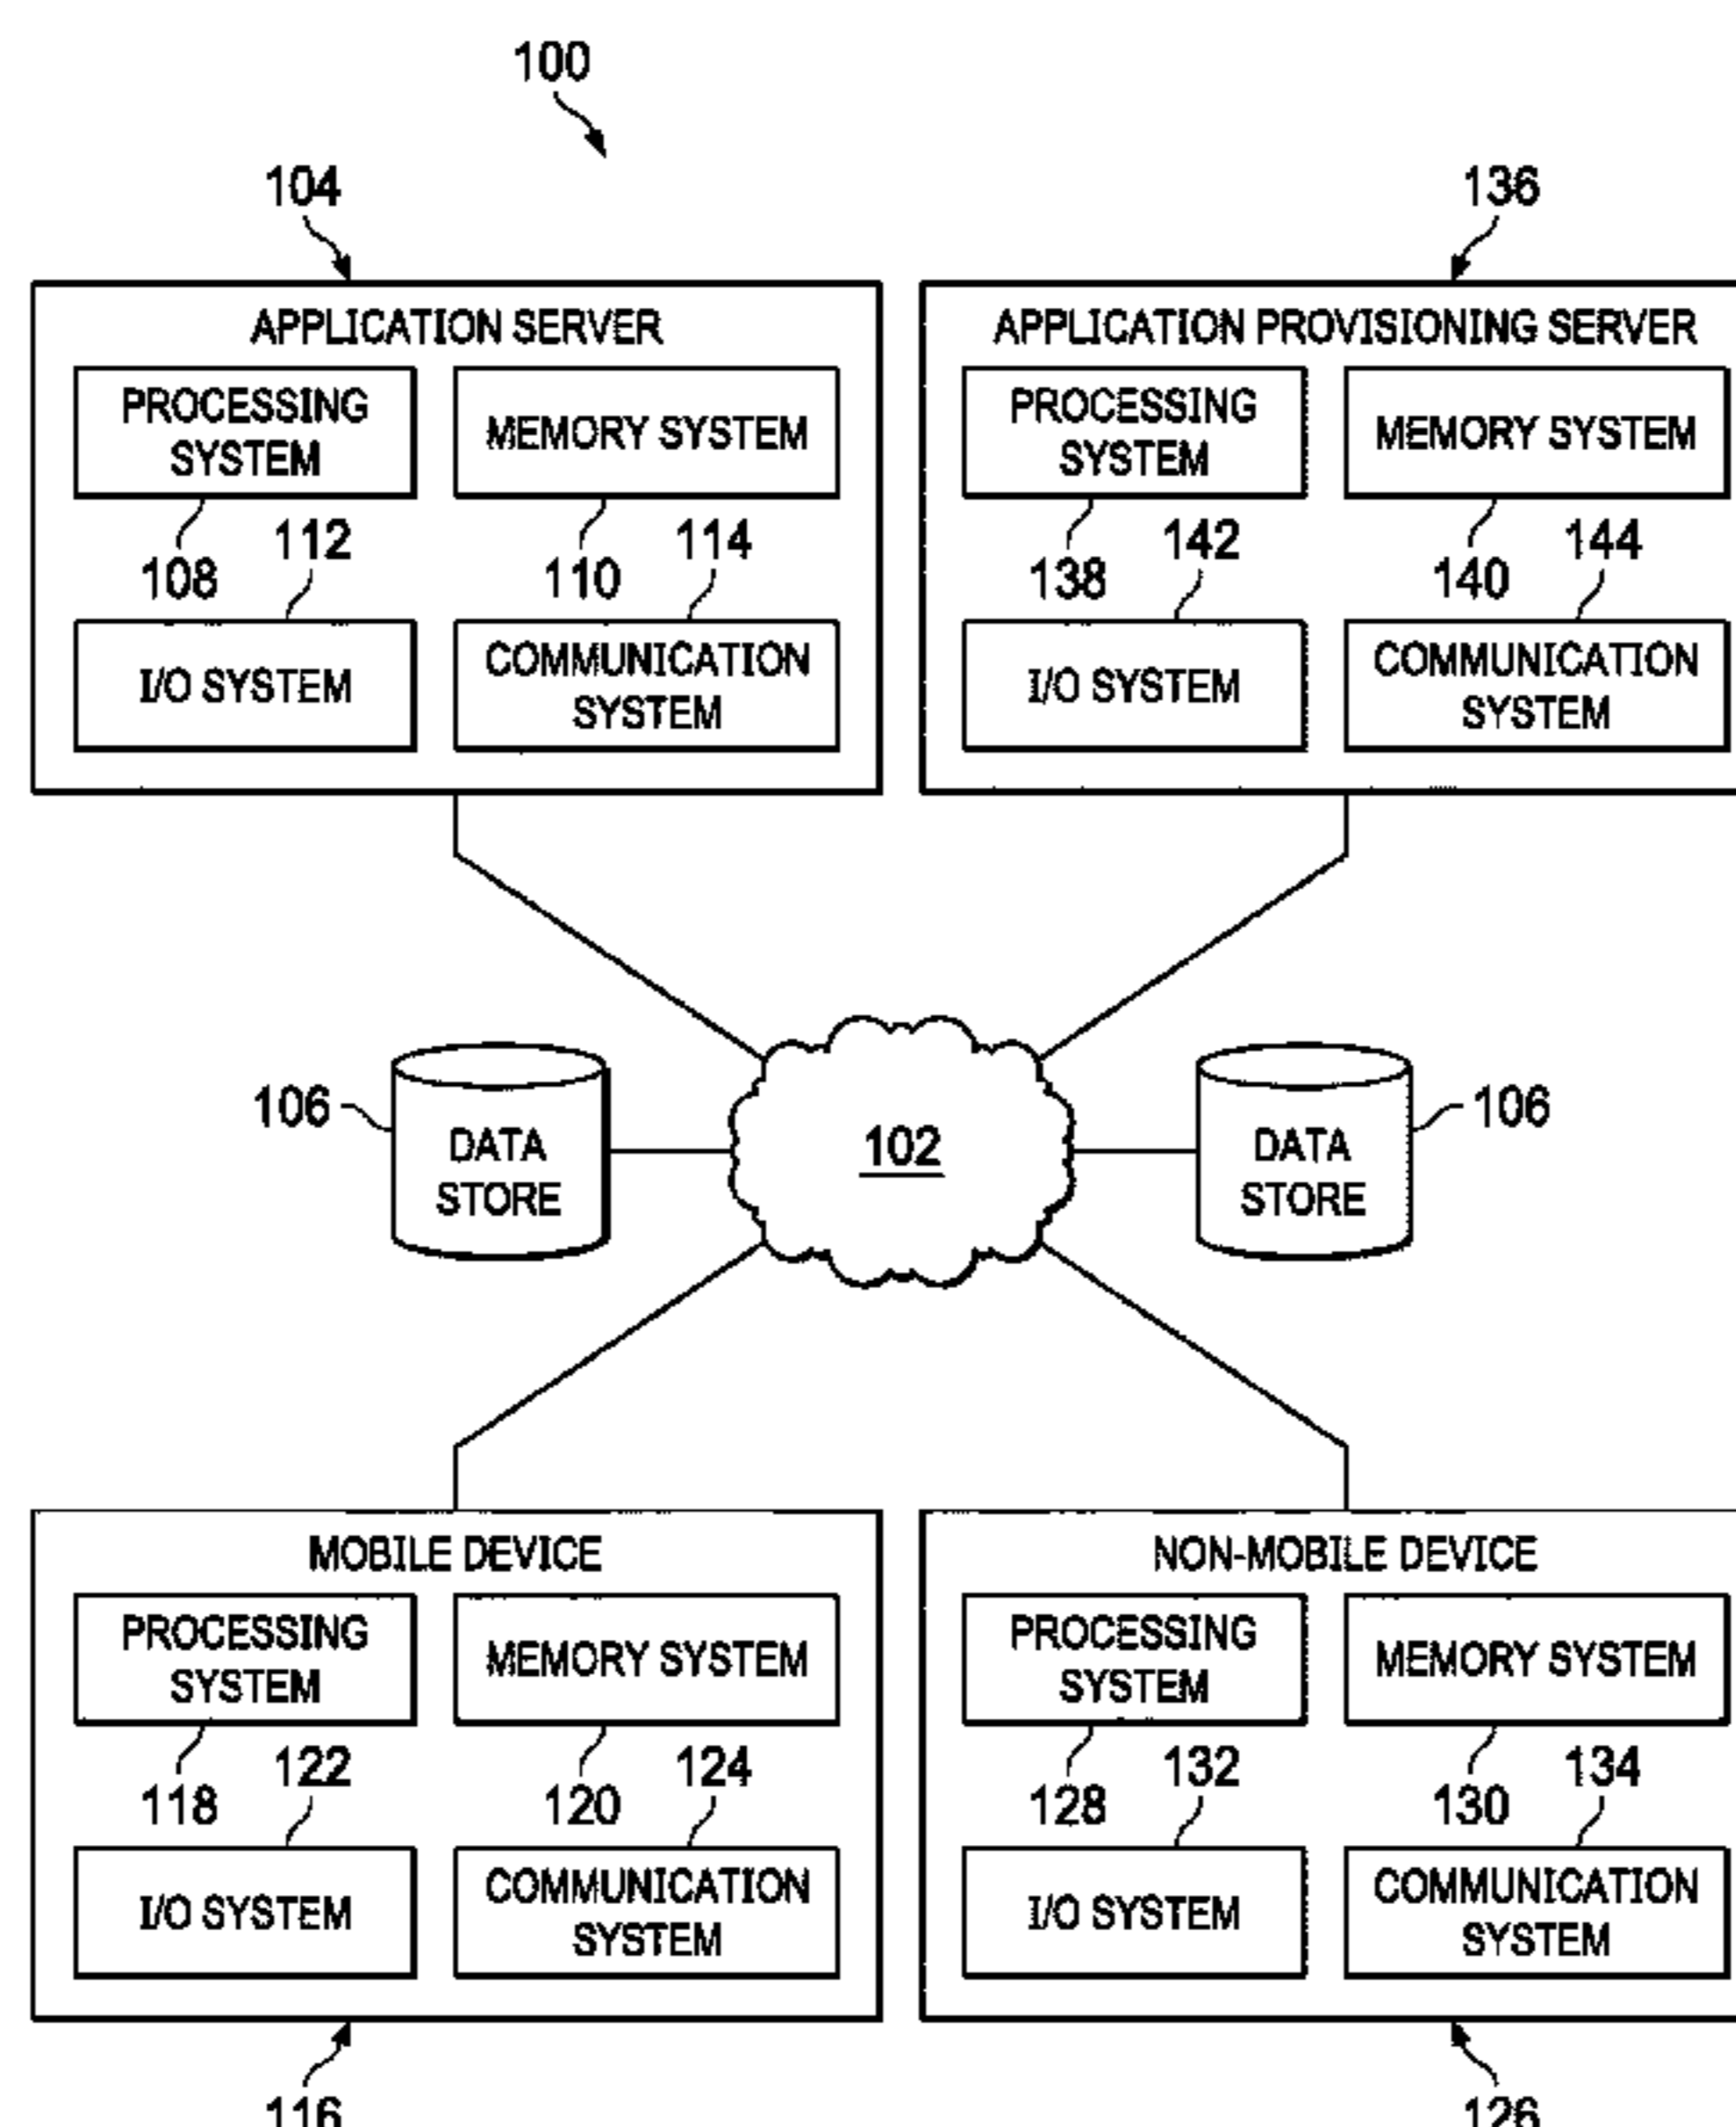 100
104
136
APPLICATION SERVER
APPLICATION PROVISIONING SERVER
PROCESSING
SYSTEM
MEMORY SYSTEM
PROCESSING
SYSTEM
MEMORY SYSTEM
108
112
110
114
138
142
140
144
I/O SYSTEM
COMMUNICATION
SYSTEM
I/O SYSTEM
COMMUNICATION
SYSTEM
106
DATA
STORE
102
DATA
STORE
106
MOBILE DEVICE
NON-MOBILE DEVICE
PROCESSING
SYSTEM
MEMORY SYSTEM
PROCESSING
SYSTEM
MEMORY SYSTEM
118
122
120
124
128
132
130
134
I/O SYSTEM
COMMUNICATION
SYSTEM
I/O SYSTEM
COMMUNICATION
SYSTEM
116
126